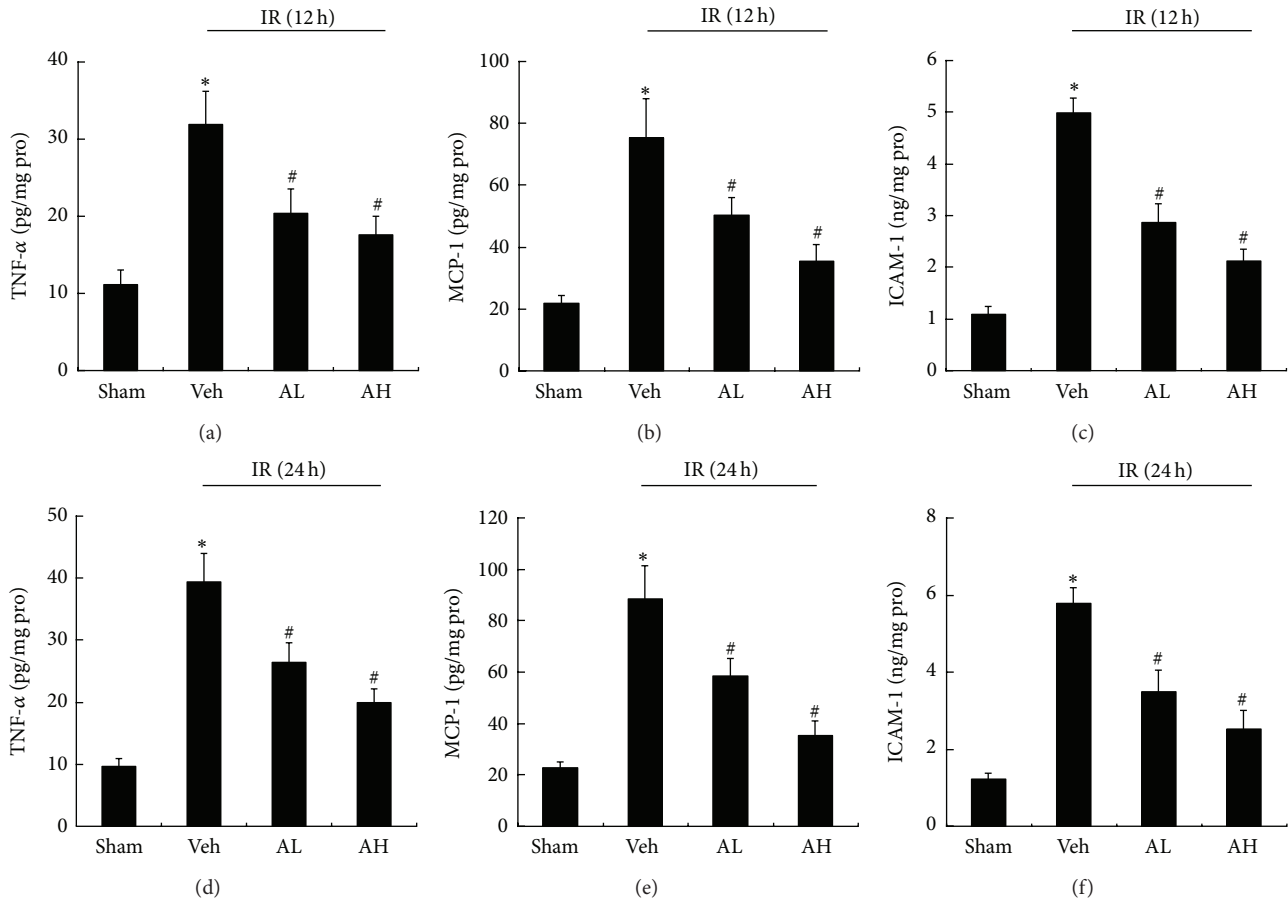 IR (12 h)
40
30
20
10
0
TNF-α (pg/mg pro)
*
#
#
Sham Veh AL AH
(a)
IR (12 h)
100
80
60
40
20
0
MCP-1 (pg/mg pro)
*
#
#
Sham Veh AL AH
(b)
IR (12 h)
6
5
4
3
2
1
0
ICAM-1 (ng/mg pro)
*
#
#
Sham Veh AL AH
(c)
IR (24 h)
50
40
30
20
10
0
TNF-α (pg/mg pro)
*
#
#
Sham Veh AL AH
(d)
IR (24 h)
120
100
80
60
40
20
0
MCP-1 (pg/mg pro)
*
#
#
Sham Veh AL AH
(e)
IR (24 h)
8
6
4
2
0
ICAM-1 (ng/mg pro)
*
#
#
Sham Veh AL AH
(f)